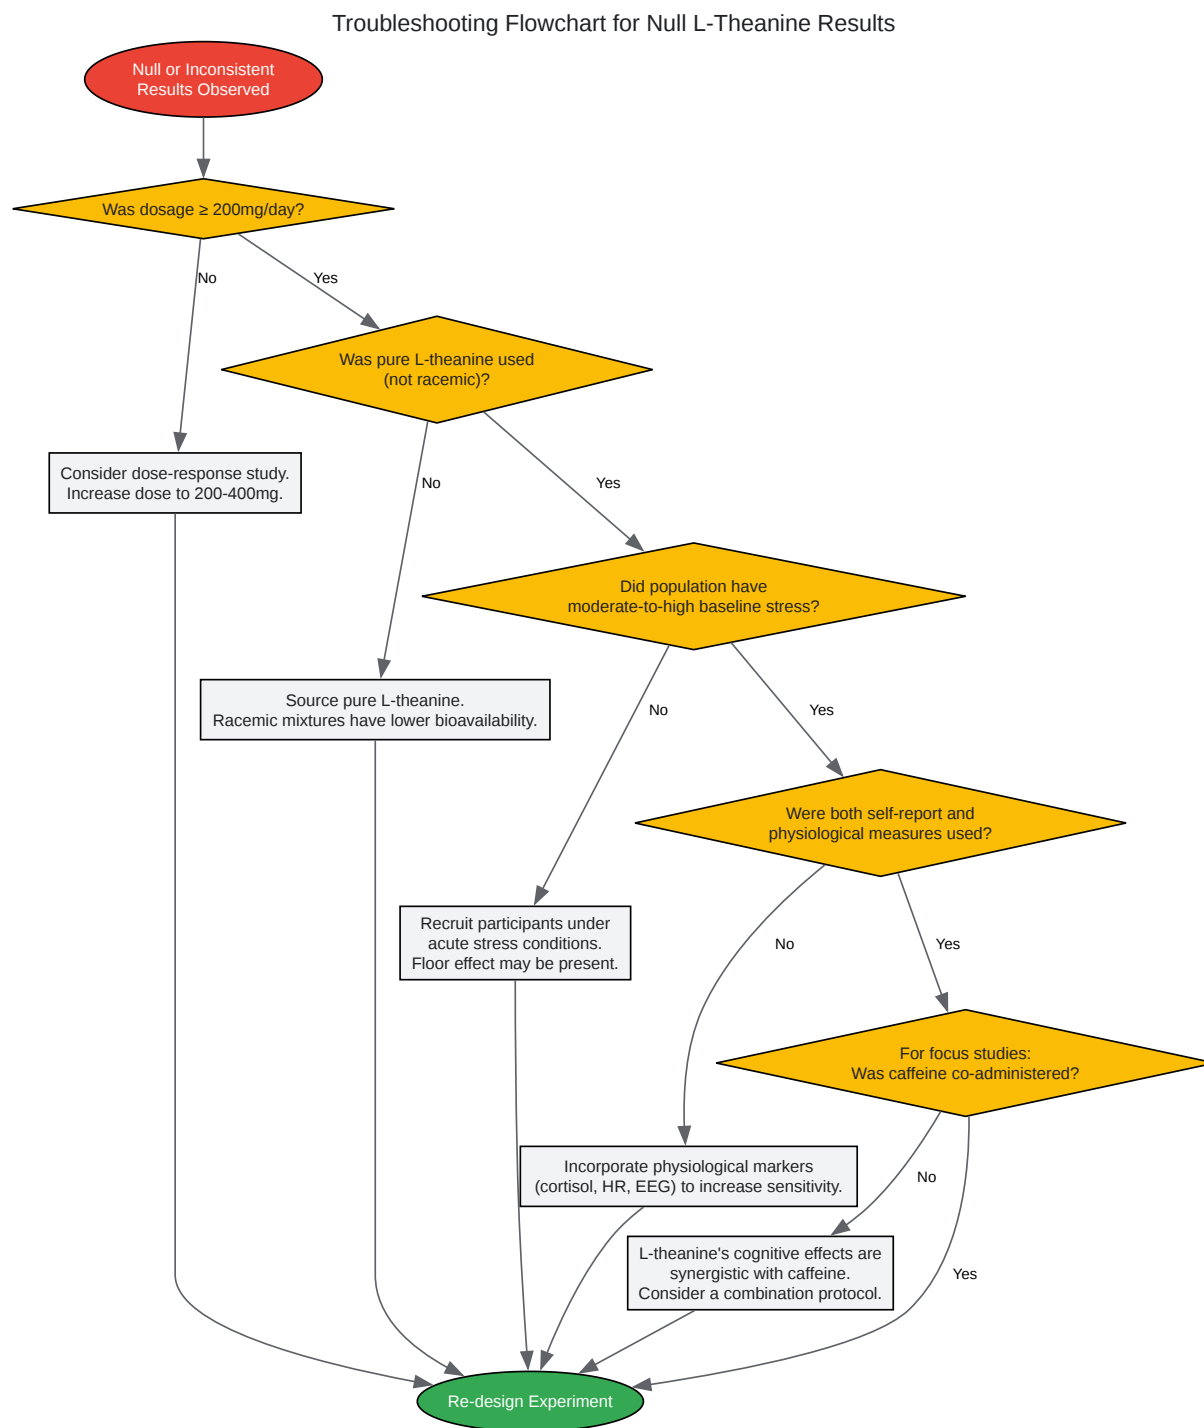 Troubleshooting Flowchart for Null L-Theanine Results
Null or Inconsistent
Results Observed
Was dosage ≥ 200mg/day?
No
Yes
Was pure L-theanine used
(not racemic)?
Consider dose-response study.
Increase dose to 200-400mg.
No
Yes
Did population have
moderate-to-high baseline stress?
Source pure L-theanine.
Racemic mixtures have lower bioavailability.
No
Yes
Were both self-report and
physiological measures used?
Recruit participants under
acute stress conditions.
Floor effect may be present.
No
Yes
For focus studies:
Was caffeine co-administered?
Incorporate physiological markers
(cortisol, HR, EEG) to increase sensitivity.
No
L-theanine's cognitive effects are
synergistic with caffeine.
Consider a combination protocol.
Yes
Re-design Experiment